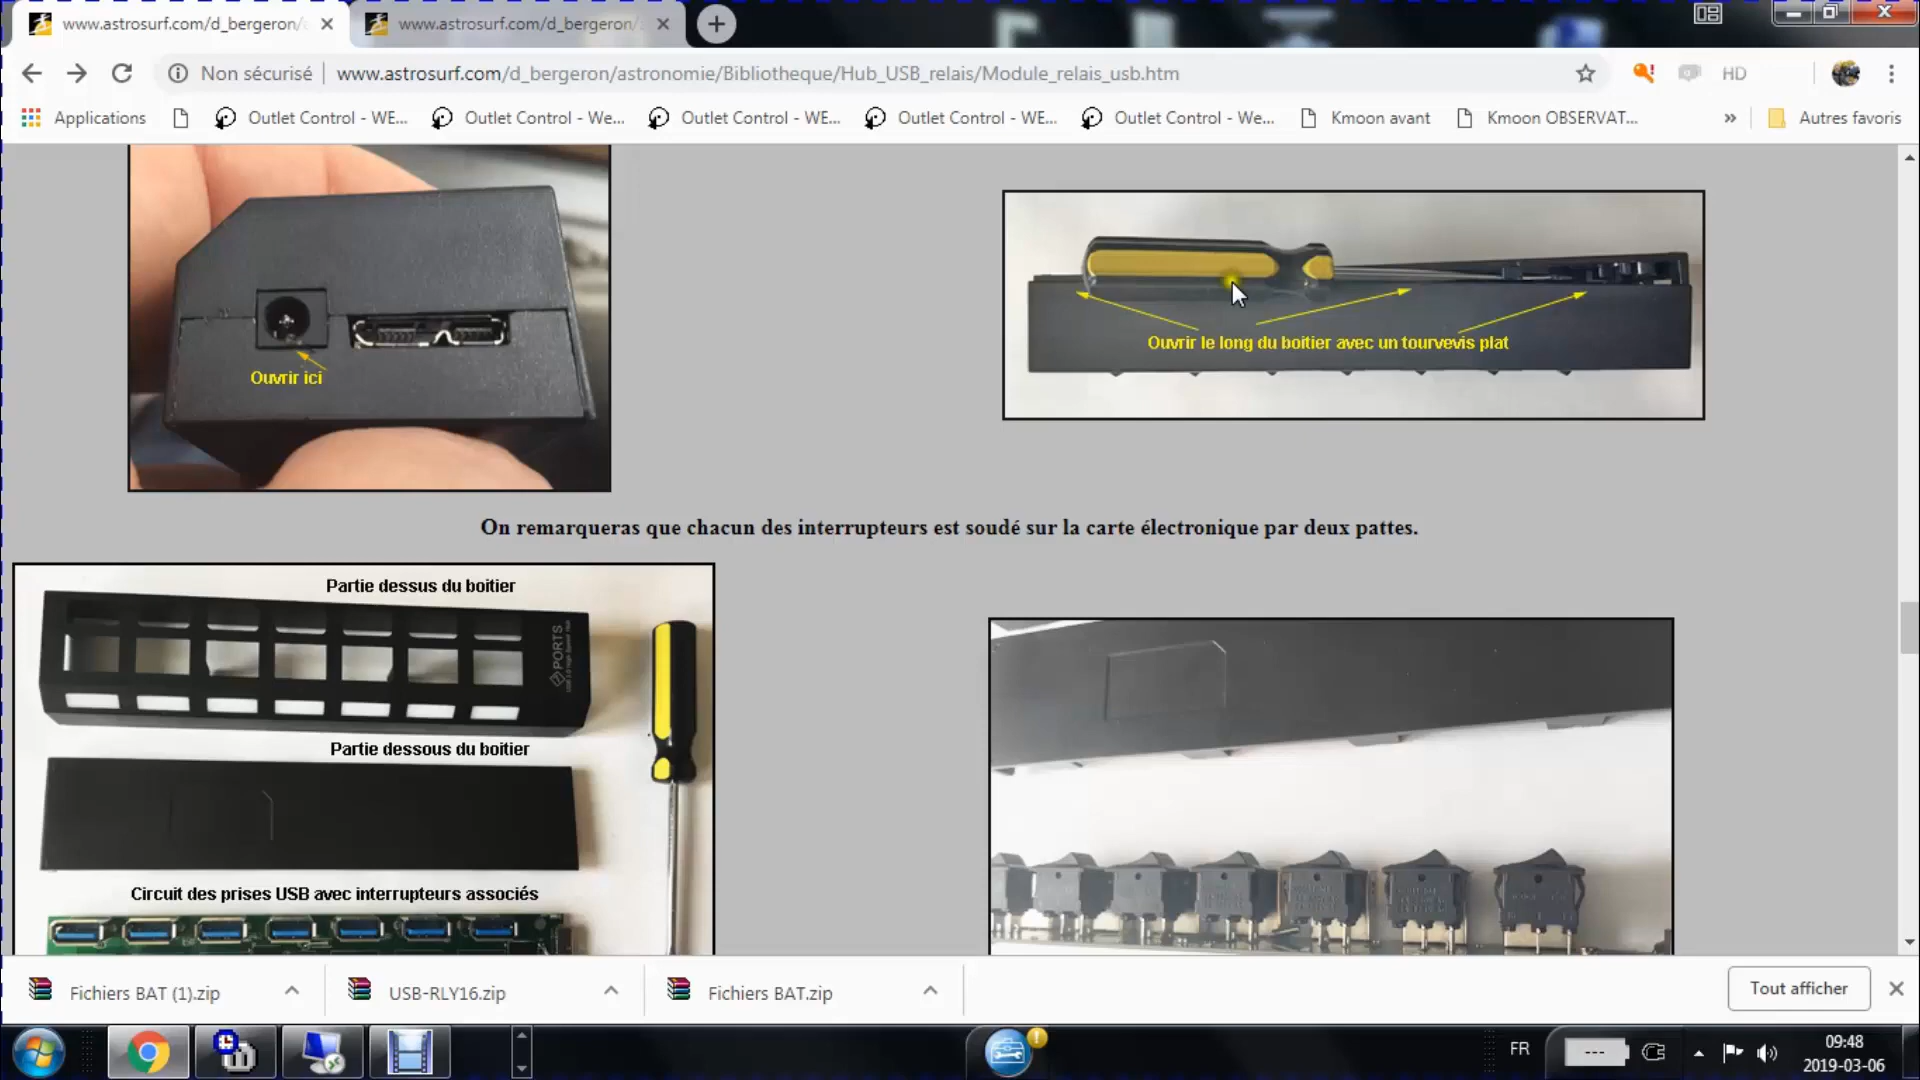 www.astrosurf.com/d_bergeron/
www.astrosurf.com/d_bergeron/
Non sécurisé
www.astrosurf.com/d_bergeron/astronomie/Bibliotheque/Hub_USB_relais/Module_relais_usb.htm
HD
Applications
Outlet Control - WE...
Outlet Control - We...
Outlet Control - WE...
Outlet Control - WE...
Outlet Control - We...
Kmoon avant
Kmoon OBSERVAT...
»
Autres favoris
Ouvrir ici
Ouvrir le long du boitier avec un tourvevis plat
On remarqueras que chacun des interrupteurs est soudé sur la carte électronique par deux pattes.
Partie dessus du boitier
7 PORTS
Partie dessous du boitier
Circuit des prises USB avec interrupteurs associés
Fichiers BAT (1).zip
USB-RLY16.zip
Fichiers BAT.zip
Tout afficher
FR
---
09:48
2019-03-06